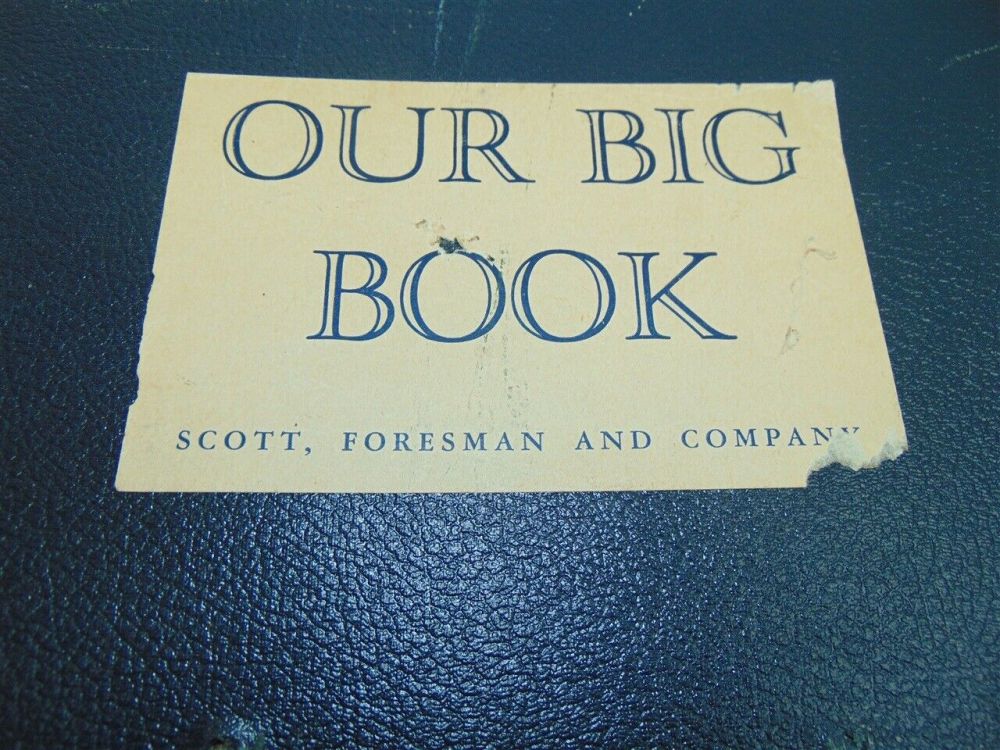 OUR BIG
BOOK
SCOTT, FORESMAN AND COMPANY